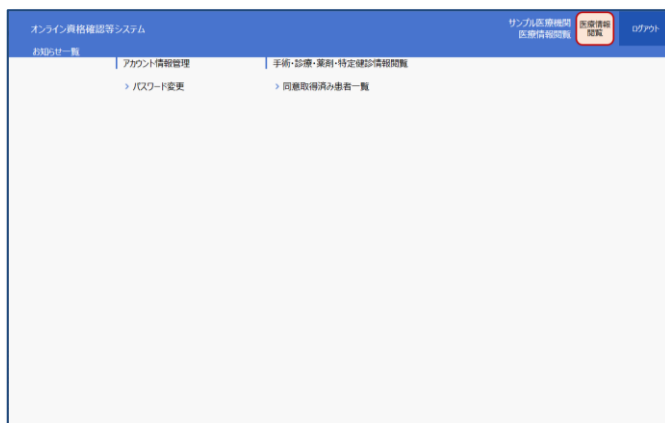 オンライン資格確認等システム
サンプル医療機関
医療情報閲覧
医療情報
閲覧
ログアウト
お知らせ一覧
アカウント情報管理
手術・診療・薬剤・特定健診情報閲覧
> パスワード変更
> 同意取得済み患者一覧